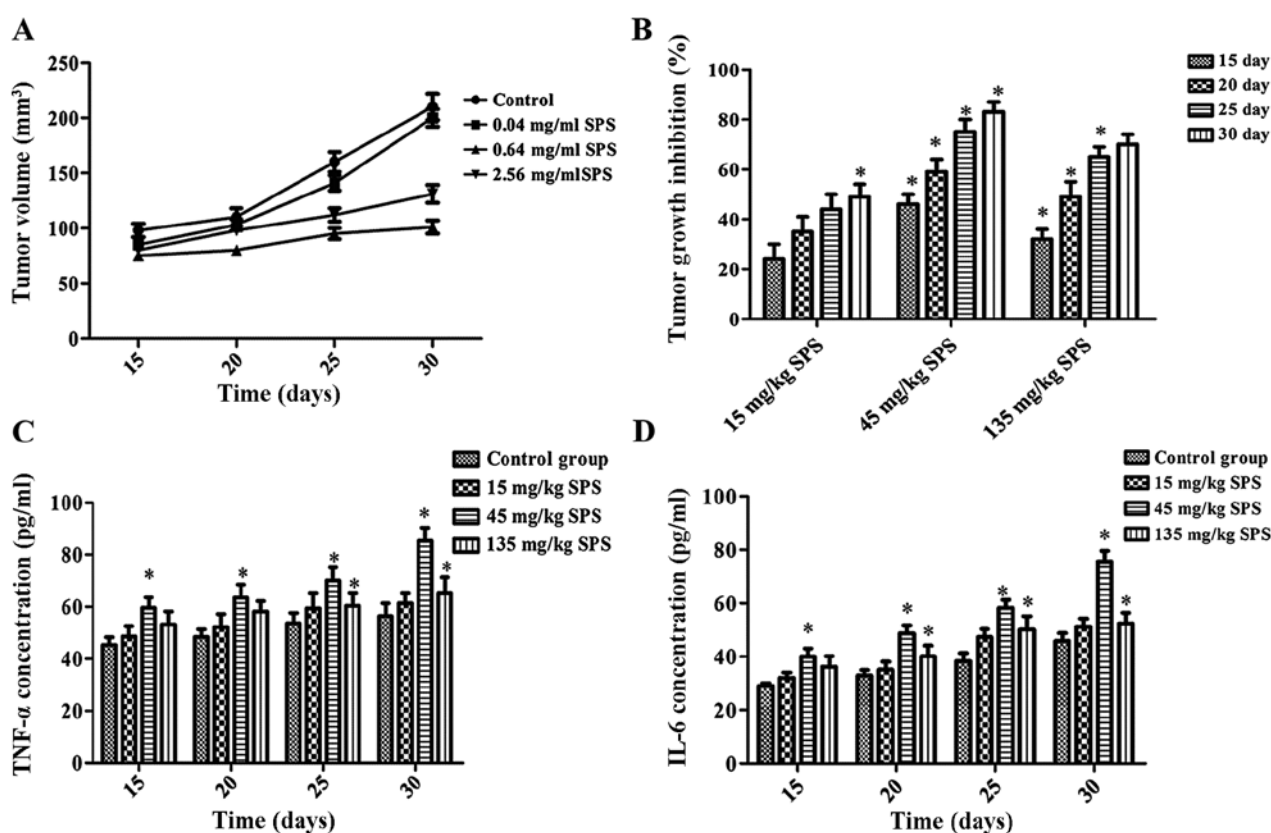 A
Tumor volume (mm³)
250
200
150
100
50
0
15
20
25
30
Time (days)
Control
0.04 mg/ml SPS
0.64 mg/ml SPS
2.56 mg/mlSPS
B
Tumor growth inhibition (%)
100
80
60
40
20
0
* * * * * * * *
15 mg/kg SPS
45 mg/kg SPS
135 mg/kg SPS
15 day
20 day
25 day
30 day
C
TNF-α concentration (pg/ml)
100
80
60
40
20
0
* * * * * *
15
20
25
30
Time (days)
Control group
15 mg/kg SPS
45 mg/kg SPS
135 mg/kg SPS
D
IL-6 concentration (pg/ml)
100
80
60
40
20
0
* * * * * * *
15
20
25
30
Time (days)
Control group
15 mg/kg SPS
45 mg/kg SPS
135 mg/kg SPS